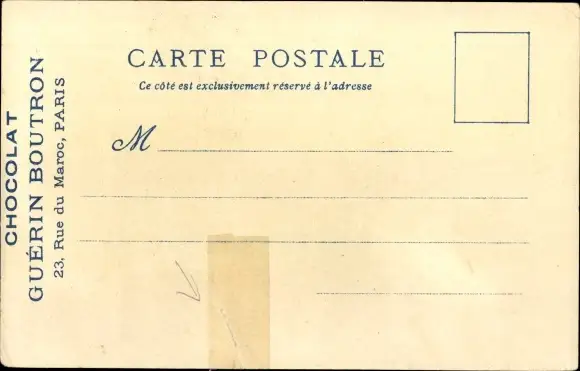 CARTE POSTALE
Ce côté est exclusivement réservé à l'adresse
M
CHOCOLAT
GUÉRIN BOUTRON
23, Rue du Maroc, PARIS